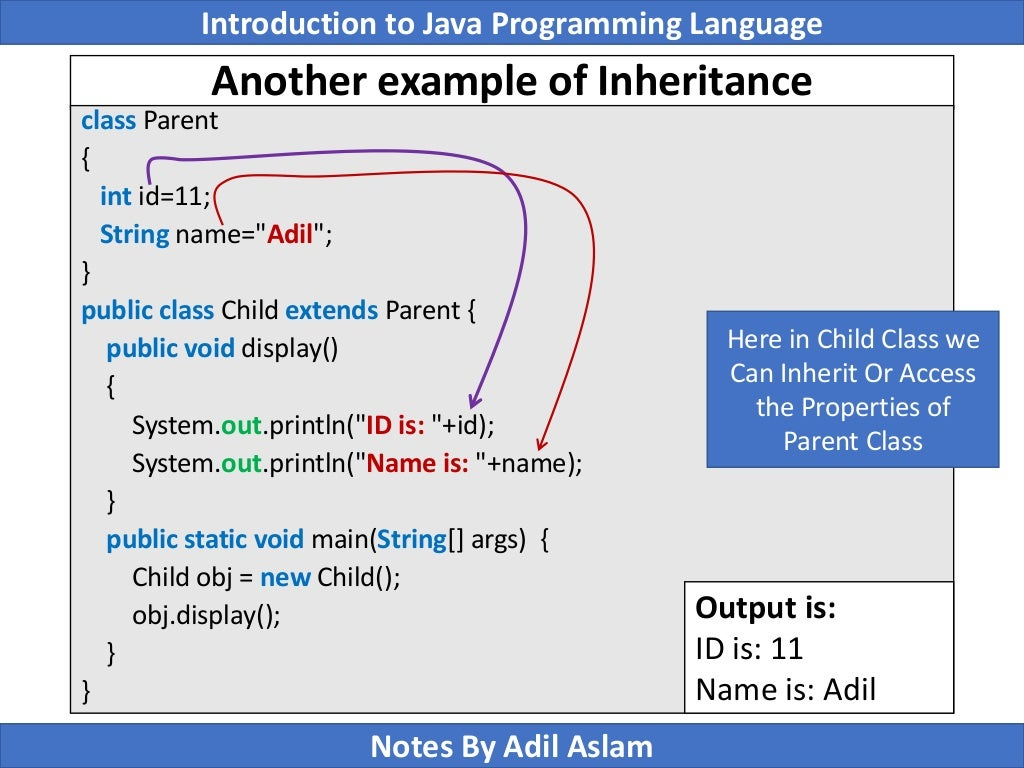 Introduction to Java Programming Language
Another example of Inheritance
class Parent
{
int id=11;
String name="Adil";
}
public class Child extends Parent {
public void display()
{
System.out.println("ID is: "+id);
System.out.println("Name is: "+name);
}
public static void main(String[] args) {
Child obj = new Child();
obj.display();
}
}
Here in Child Class we
Can Inherit Or Access
the Properties of
Parent Class
Output is:
ID is: 11
Name is: Adil
Notes By Adil Aslam